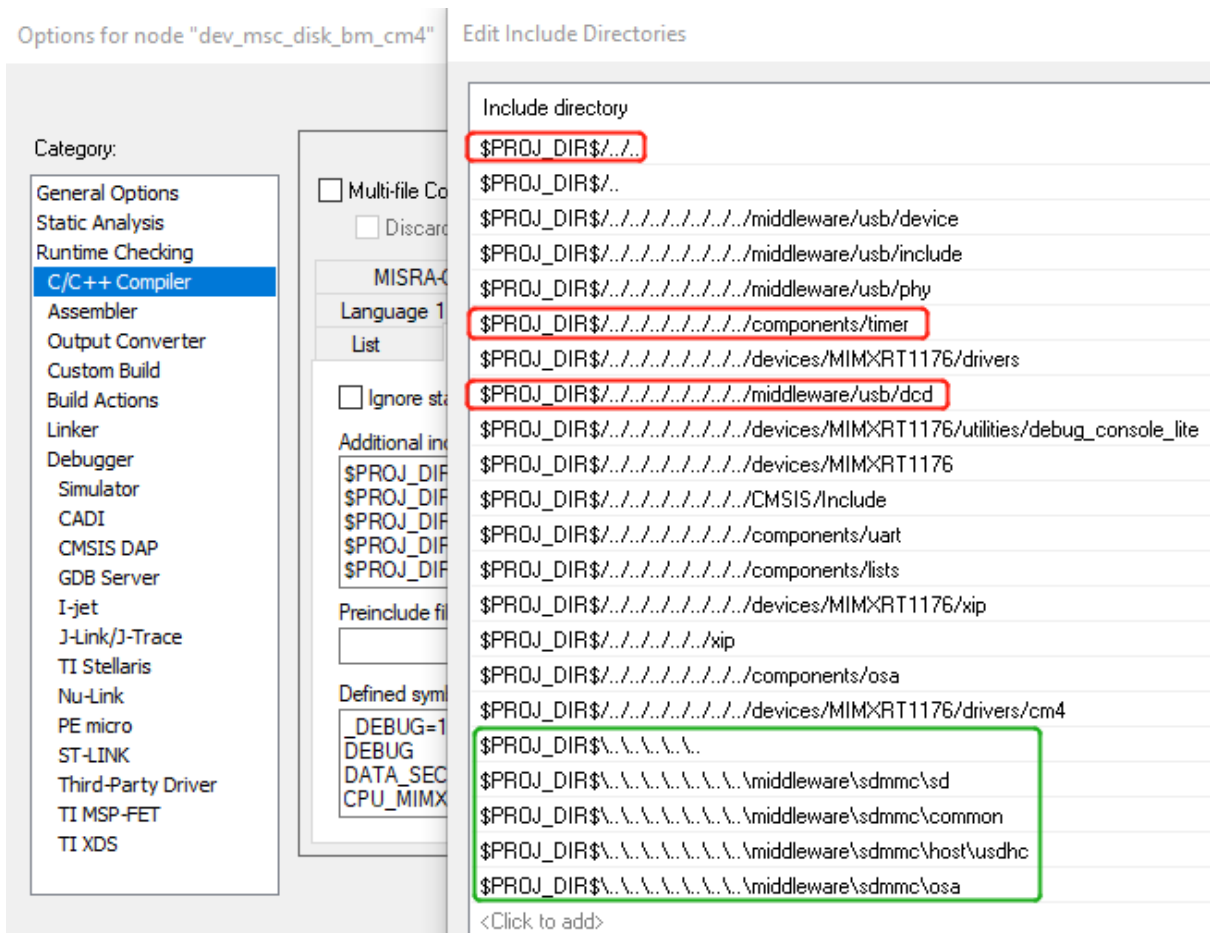 Options for node "dev_msc_disk_bm_cm4"
Edit Include Directories
Category:
General Options
Static Analysis
Runtime Checking
C/C++ Compiler
Assembler
Output Converter
Custom Build
Build Actions
Linker
Debugger
Simulator
CADI
CMSIS DAP
GDB Server
I-jet
J-Link/J-Trace
TI Stellaris
Nu-Link
PE micro
ST-LINK
Third-Party Driver
TI MSP-FET
TI XDS
Multi-file Co
Discard
MISRA-C
Language 1
List
Ignore sta
Additional inc
$PROJ_DIR
$PROJ_DIR
$PROJ_DIR
$PROJ_DIR
$PROJ_DIR
Preinclude fil
Defined syml
_DEBUG=1
DEBUG
DATA_SEC
CPU_MIMX
Include directory
$PROJ_DIR$/../..
$PROJ_DIR$/..
$PROJ_DIR$/../../../../../../../middleware/usb/device
$PROJ_DIR$/../../../../../../../middleware/usb/include
$PROJ_DIR$/../../../../../../../middleware/usb/phy
$PROJ_DIR$/../../../../../../../components/timer
$PROJ_DIR$/../../../../../../../devices/MIMXRT1176/drivers
$PROJ_DIR$/../../../../../../../middleware/usb/dcd
$PROJ_DIR$/../../../../../../../devices/MIMXRT1176/utilities/debug_console_lite
$PROJ_DIR$/../../../../../../../devices/MIMXRT1176
$PROJ_DIR$/../../../../../../../CMSIS/Include
$PROJ_DIR$/../../../../../../../components/uart
$PROJ_DIR$/../../../../../../../components/lists
$PROJ_DIR$/../../../../../../../devices/MIMXRT1176/xip
$PROJ_DIR$/../../../../../xip
$PROJ_DIR$/../../../../../../../components/osa
$PROJ_DIR$/../../../../../../../devices/MIMXRT1176/drivers/cm4
$PROJ_DIR$\..\..\..\..\..
$PROJ_DIR$\..\..\..\..\..\..\..\middleware\sdmmc\sd
$PROJ_DIR$\..\..\..\..\..\..\..\middleware\sdmmc\common
$PROJ_DIR$\..\..\..\..\..\..\..\middleware\sdmmc\host\usdhc
$PROJ_DIR$\..\..\..\..\..\..\..\middleware\sdmmc\osa
<Click to add>